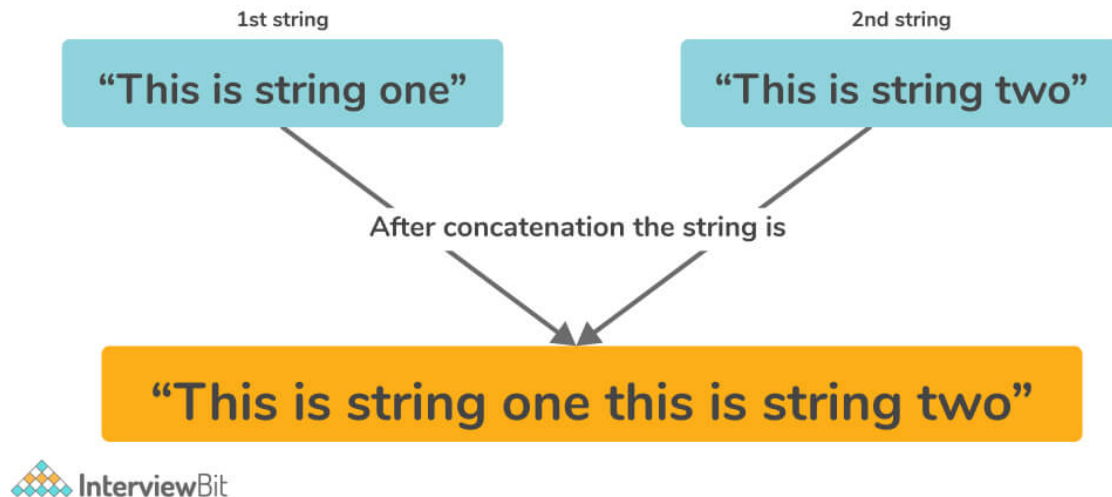 1st string
2nd string
“This is string one”
“This is string two”
After concatenation the string is
“This is string one this is string two”
InterviewBit